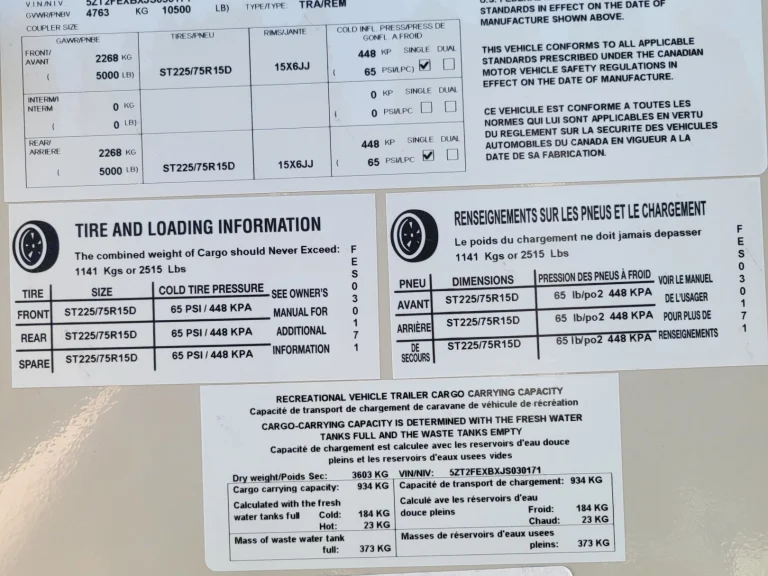 V.I.N./N.I.V
GVWR/PNBV 4763 KG 10500 LB) TYPE/TYPE TRA/REM
COUPLER SIZE
GAWR/PNBE TIRES/PNEU RIMS/JANTE COLD INFL. PRESS/PRESS DE GONFL. A FROID
FRONT/ AVANT 2268 KG 448 KP SINGLE DUAL
( 5000 LB) ST225/75R15D 15X6JJ ( 65 PSI/LPC)
0 KG 0 KP SINGLE DUAL
( 0 LB) ( 0 PSI/LPC
REAR/ ARRIERE 2268 KG 448 KP SINGLE DUAL
( 5000 LB) ST225/75R15D 15X6JJ ( 65 PSI/LPC
STANDARDS IN EFFECT ON THE DATE OF
MANUFACTURE SHOWN ABOVE.
THIS VEHICLE CONFORMS TO ALL APPLICABLE
STANDARDS PRESCRIBED UNDER THE CANADIAN
MOTOR VEHICLE SAFETY REGULATIONS IN
EFFECT ON THE DATE OF MANUFACTURE.
CE VEHICULE EST CONFORME A TOUTES LES
NORMES QUI LUI SONT APPLICABLES EN VERTU
DU REGLEMENT SUR LA SECURITE DES VEHICULES
AUTOMOBILES DU CANADA EN VIGUEUR A LA
DATE DE SA FABRICATION.
TIRE AND LOADING INFORMATION
The combined weight of Cargo should Never Exceed:
1141 Kgs or 2515 Lbs
TIRE SIZE COLD TIRE PRESSURE SEE OWNER'S
FRONT ST225/75R15D 65 PSI / 448 KPA MANUAL FOR
REAR ST225/75R15D 65 PSI / 448 KPA ADDITIONAL
SPARE ST225/75R15D 65 PSI / 448 KPA INFORMATION
FES030171
RENSEIGNEMENTS SUR LES PNEUS ET LE CHARGEMENT
Le poids du chargement ne doit jamais depasser
1141 Kgs or 2515 Lbs
PNEU DIMENSIONS PRESSION DES PNEUS À FROID VOIR LE MANUEL
AVANT ST225/75R15D 65 lb/po2 448 KPA DE L'USAGER
ARRIÈRE ST225/75R15D 65 lb/po2 448 KPA POUR PLUS DE
DE SECOURS ST225/75R15D 65 lb/po2 448 KPA RENSEIGNEMENTS
FES030171
RECREATIONAL VEHICLE TRAILER CARGO CARRYING CAPACITY
Capacité de transport de chargement de caravane de véhicule de récréation
CARGO-CARRYING CAPACITY IS DETERMINED WITH THE FRESH WATER
TANKS FULL AND THE WASTE TANKS EMPTY
Capacité de chargement est calculee avec les reservoirs d'eau douce
pleins et les reservoirs d'eaux usees vides
Dry weight/Poids Sec: 3603 KG VIN/NIV: 5ZT2FEXBXJS030171
Cargo carrying capacity: 934 KG Capacité de transport de chargement: 934 KG
Calculated with the fresh Calculé ave les réservoirs d'eau
water tanks full Cold: 184 KG douce pleins Froid: 184 KG
Hot: 23 KG Chaud: 23 KG
Mass of waste water tank Masses de réservoirs d'eaux usees
full: 373 KG pleins: 373 KG